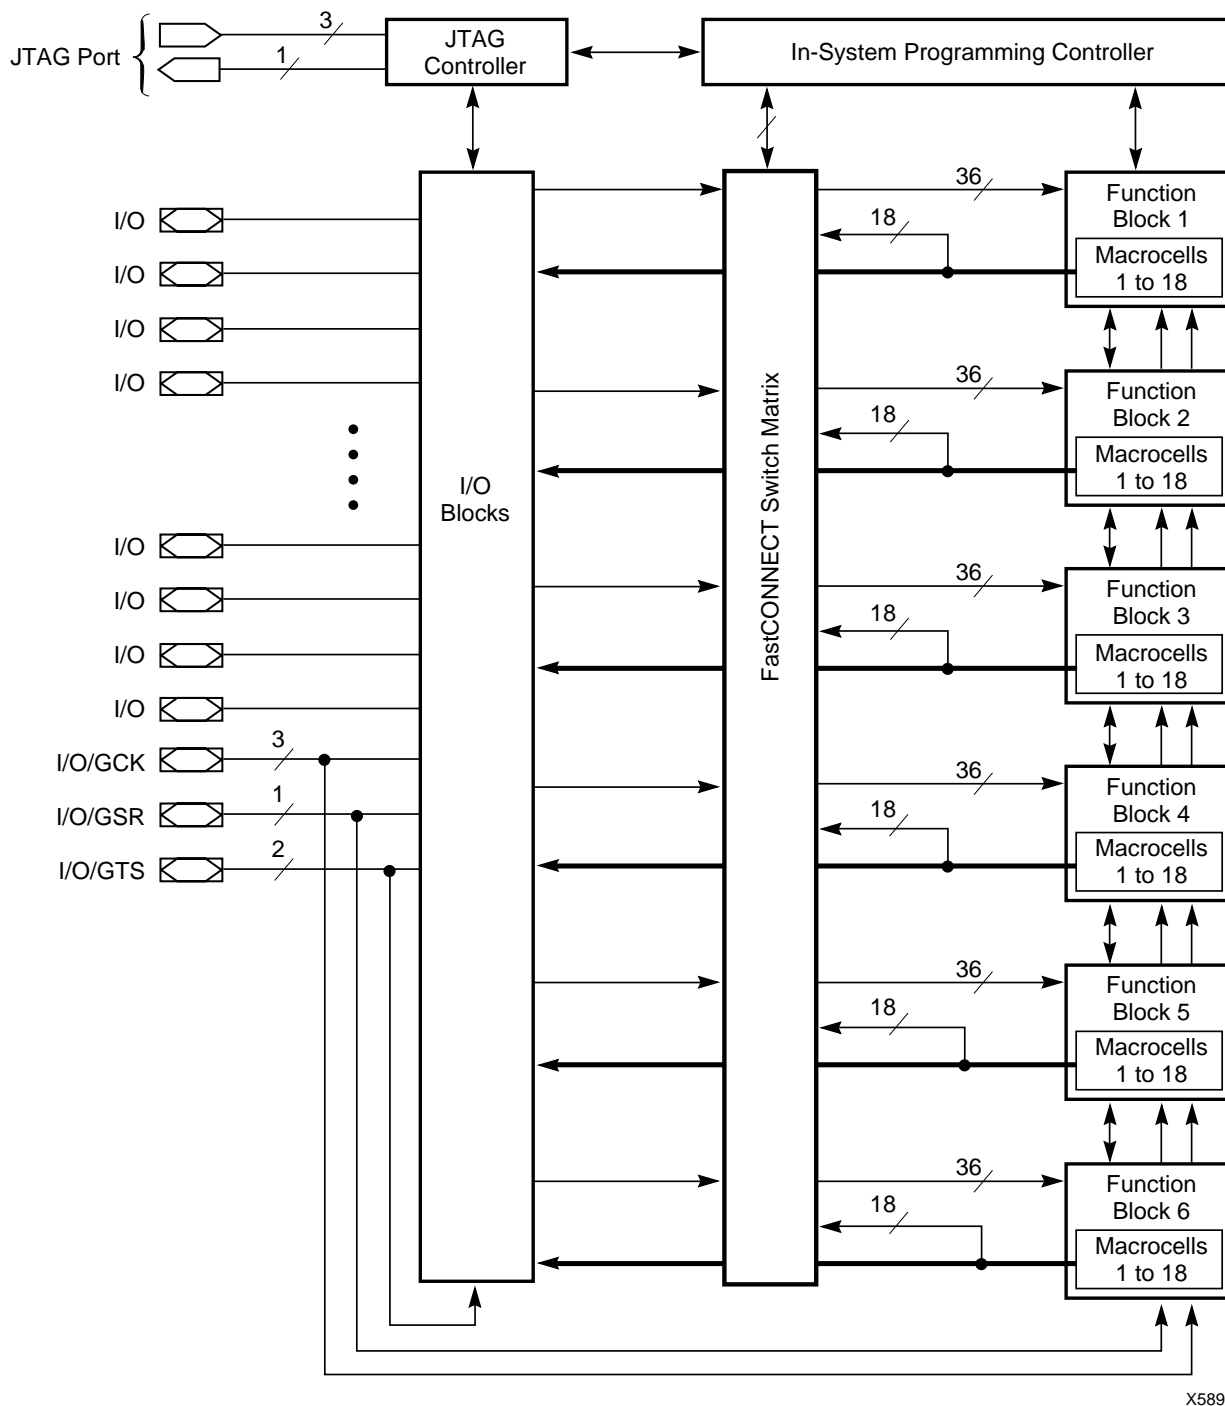 3
JTAG Port
1
JTAG
Controller
In-System Programming Controller
I/O
I/O
I/O
I/O
I/O
I/O
I/O
I/O
I/O/GCK
3
I/O/GSR
1
I/O/GTS
2
I/O
Blocks
FastCONNECT Switch Matrix
36
18
Function
Block 1
Macrocells
1 to 18
36
18
Function
Block 2
Macrocells
1 to 18
36
18
Function
Block 3
Macrocells
1 to 18
36
18
Function
Block 4
Macrocells
1 to 18
36
18
Function
Block 5
Macrocells
1 to 18
36
18
Function
Block 6
Macrocells
1 to 18
X589